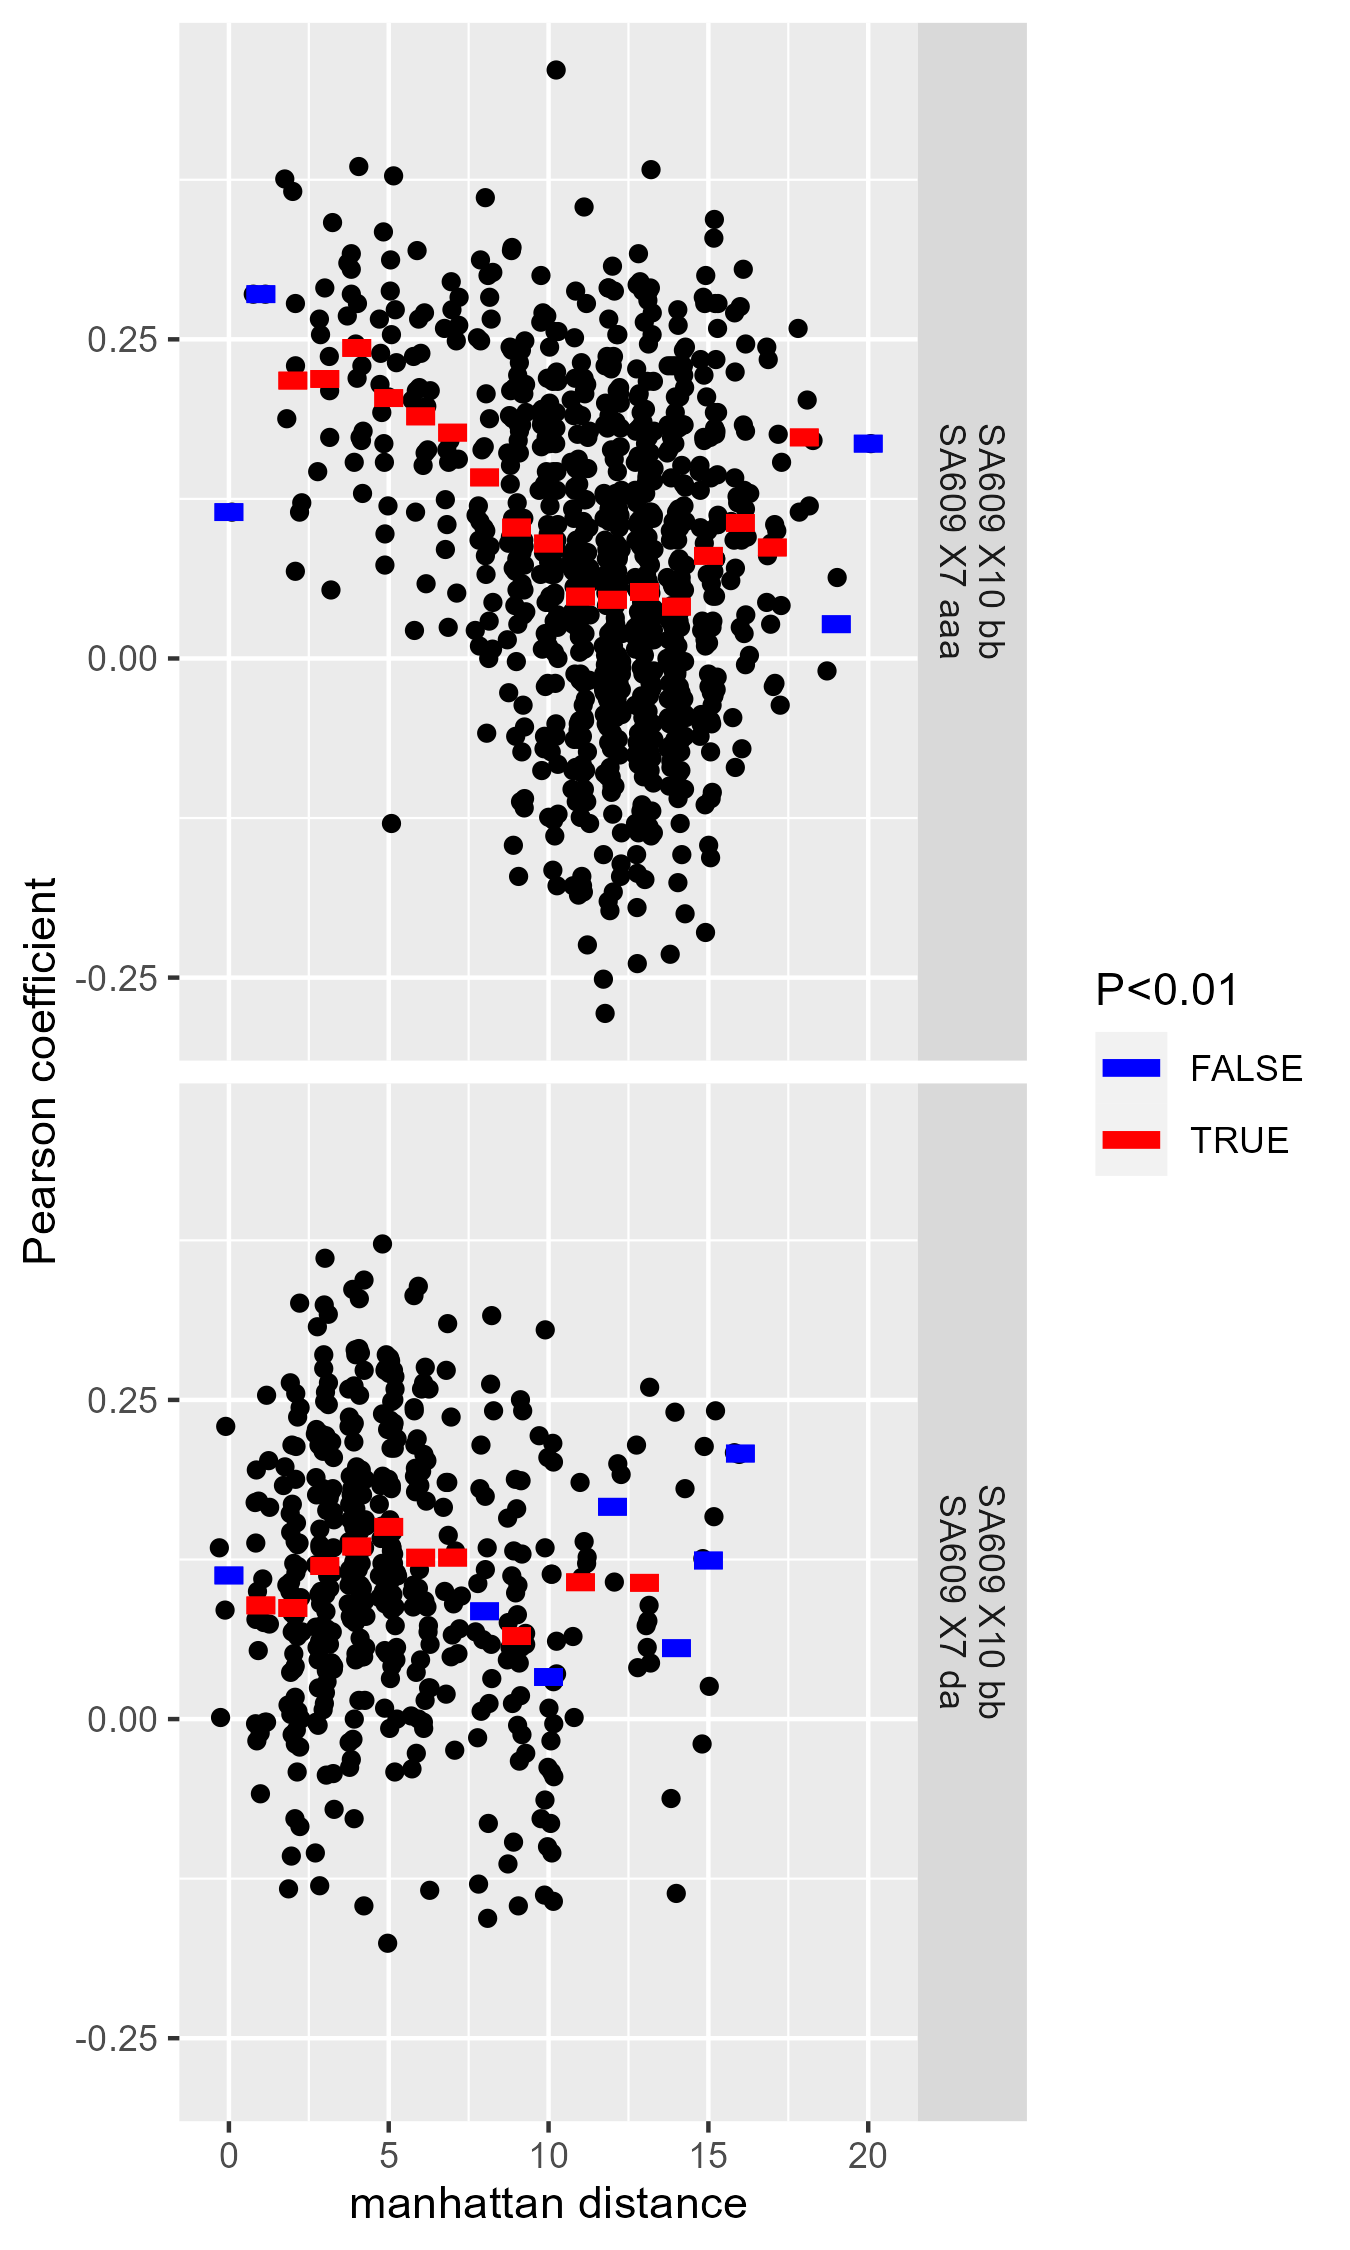 Pearson coefficient
0.25
0.00
-0.25
SA609 X10 bb
SA609 X7 aaa
0.25
0.00
-0.25
SA609 X10 bb
SA609 X7 da
0 5 10 15 20
manhattan distance
P<0.01
FALSE
TRUE